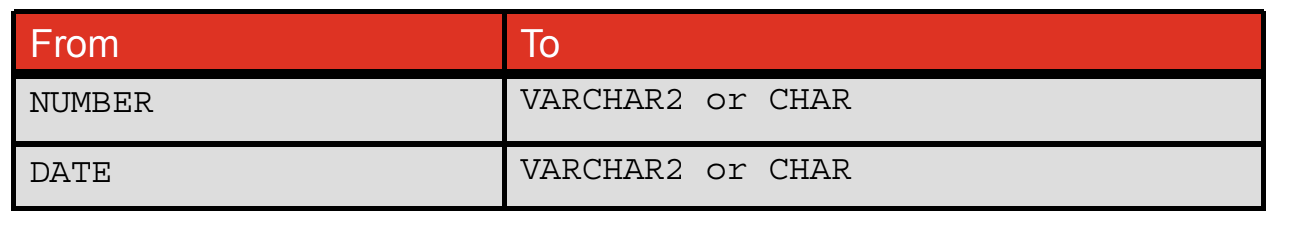 From To
NUMBER VARCHAR2 or CHAR
DATE VARCHAR2 or CHAR